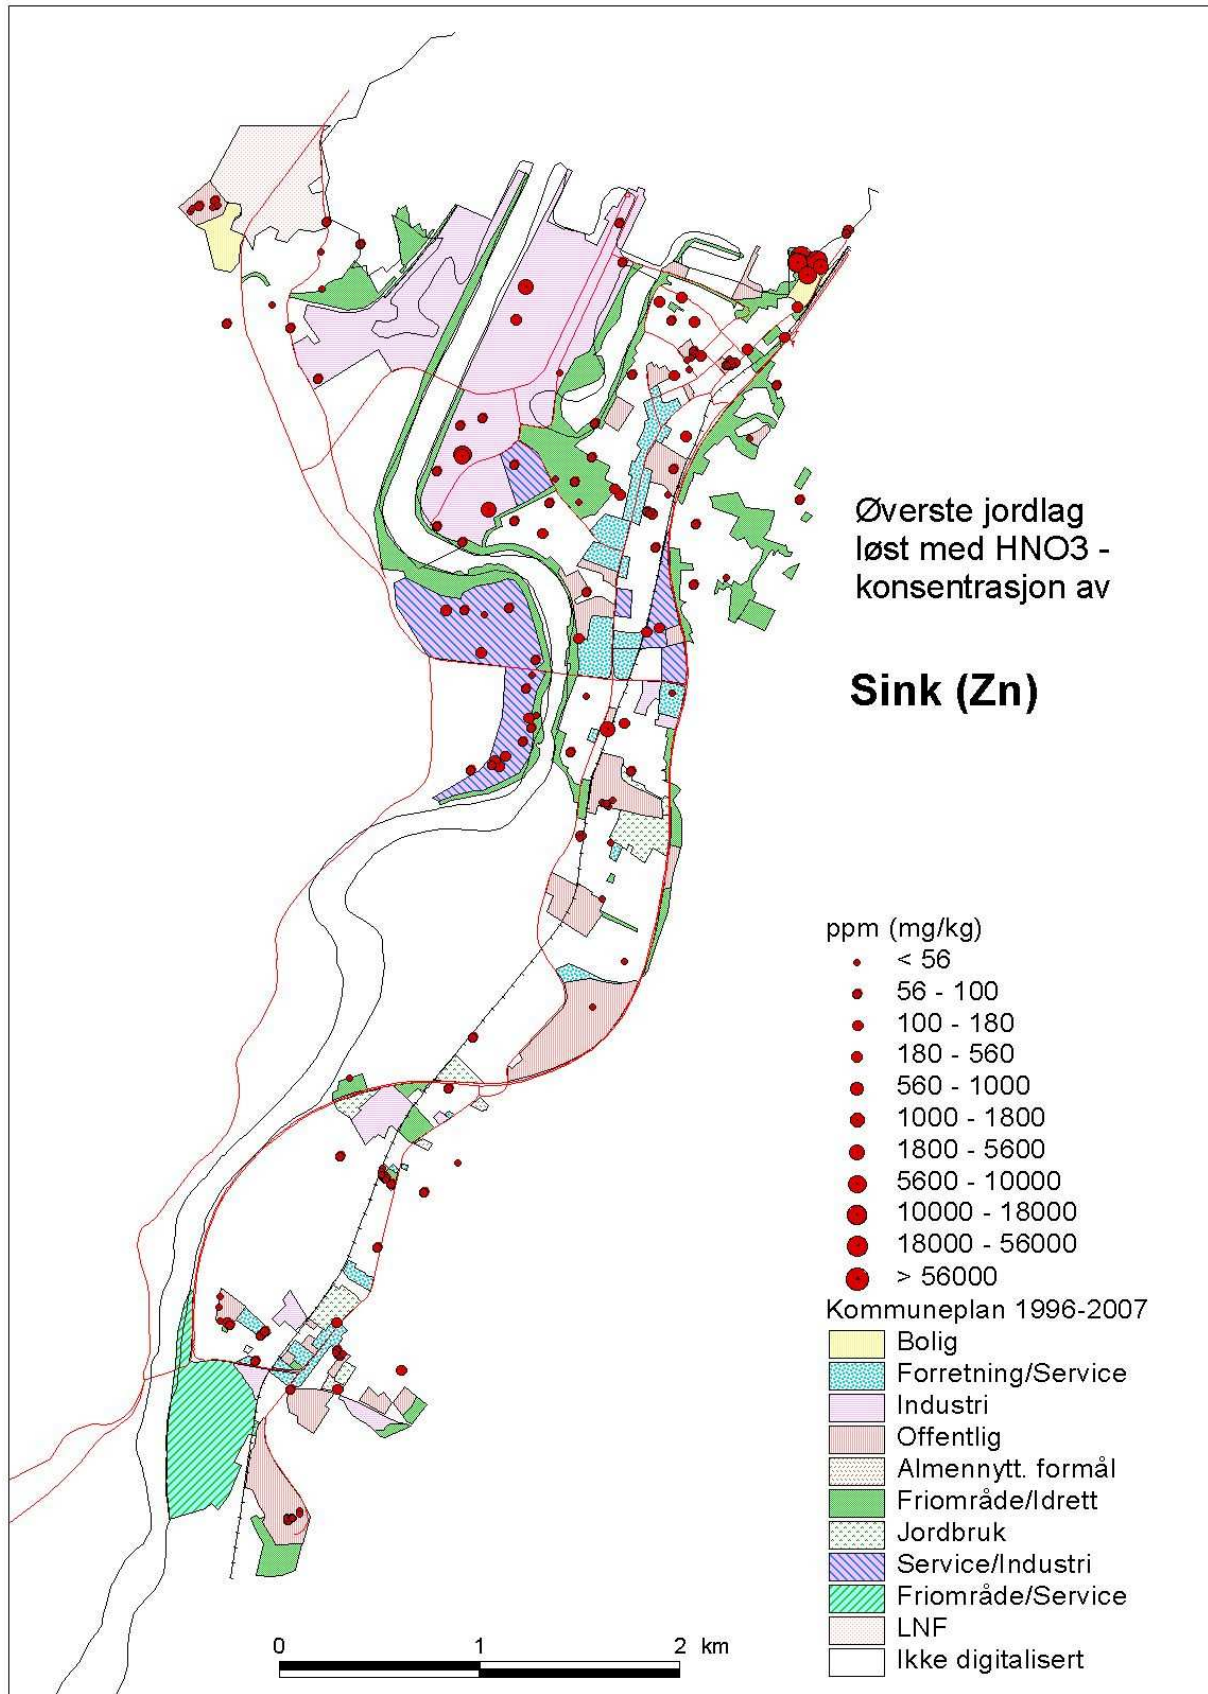 Øverste jordlag
løst med HNO3 -
konsentrasjon av
Sink (Zn)
ppm (mg/kg)
< 56
56 - 100
100 - 180
180 - 560
560 - 1000
1000 - 1800
1800 - 5600
5600 - 10000
10000 - 18000
18000 - 56000
> 56000
Kommuneplan 1996-2007
Bolig
Forretning/Service
Industri
Offentlig
Almennytt. formål
Friområde/Idrett
Jordbruk
Service/Industri
Friområde/Service
LNF
Ikke digitalisert
0 1 2 km